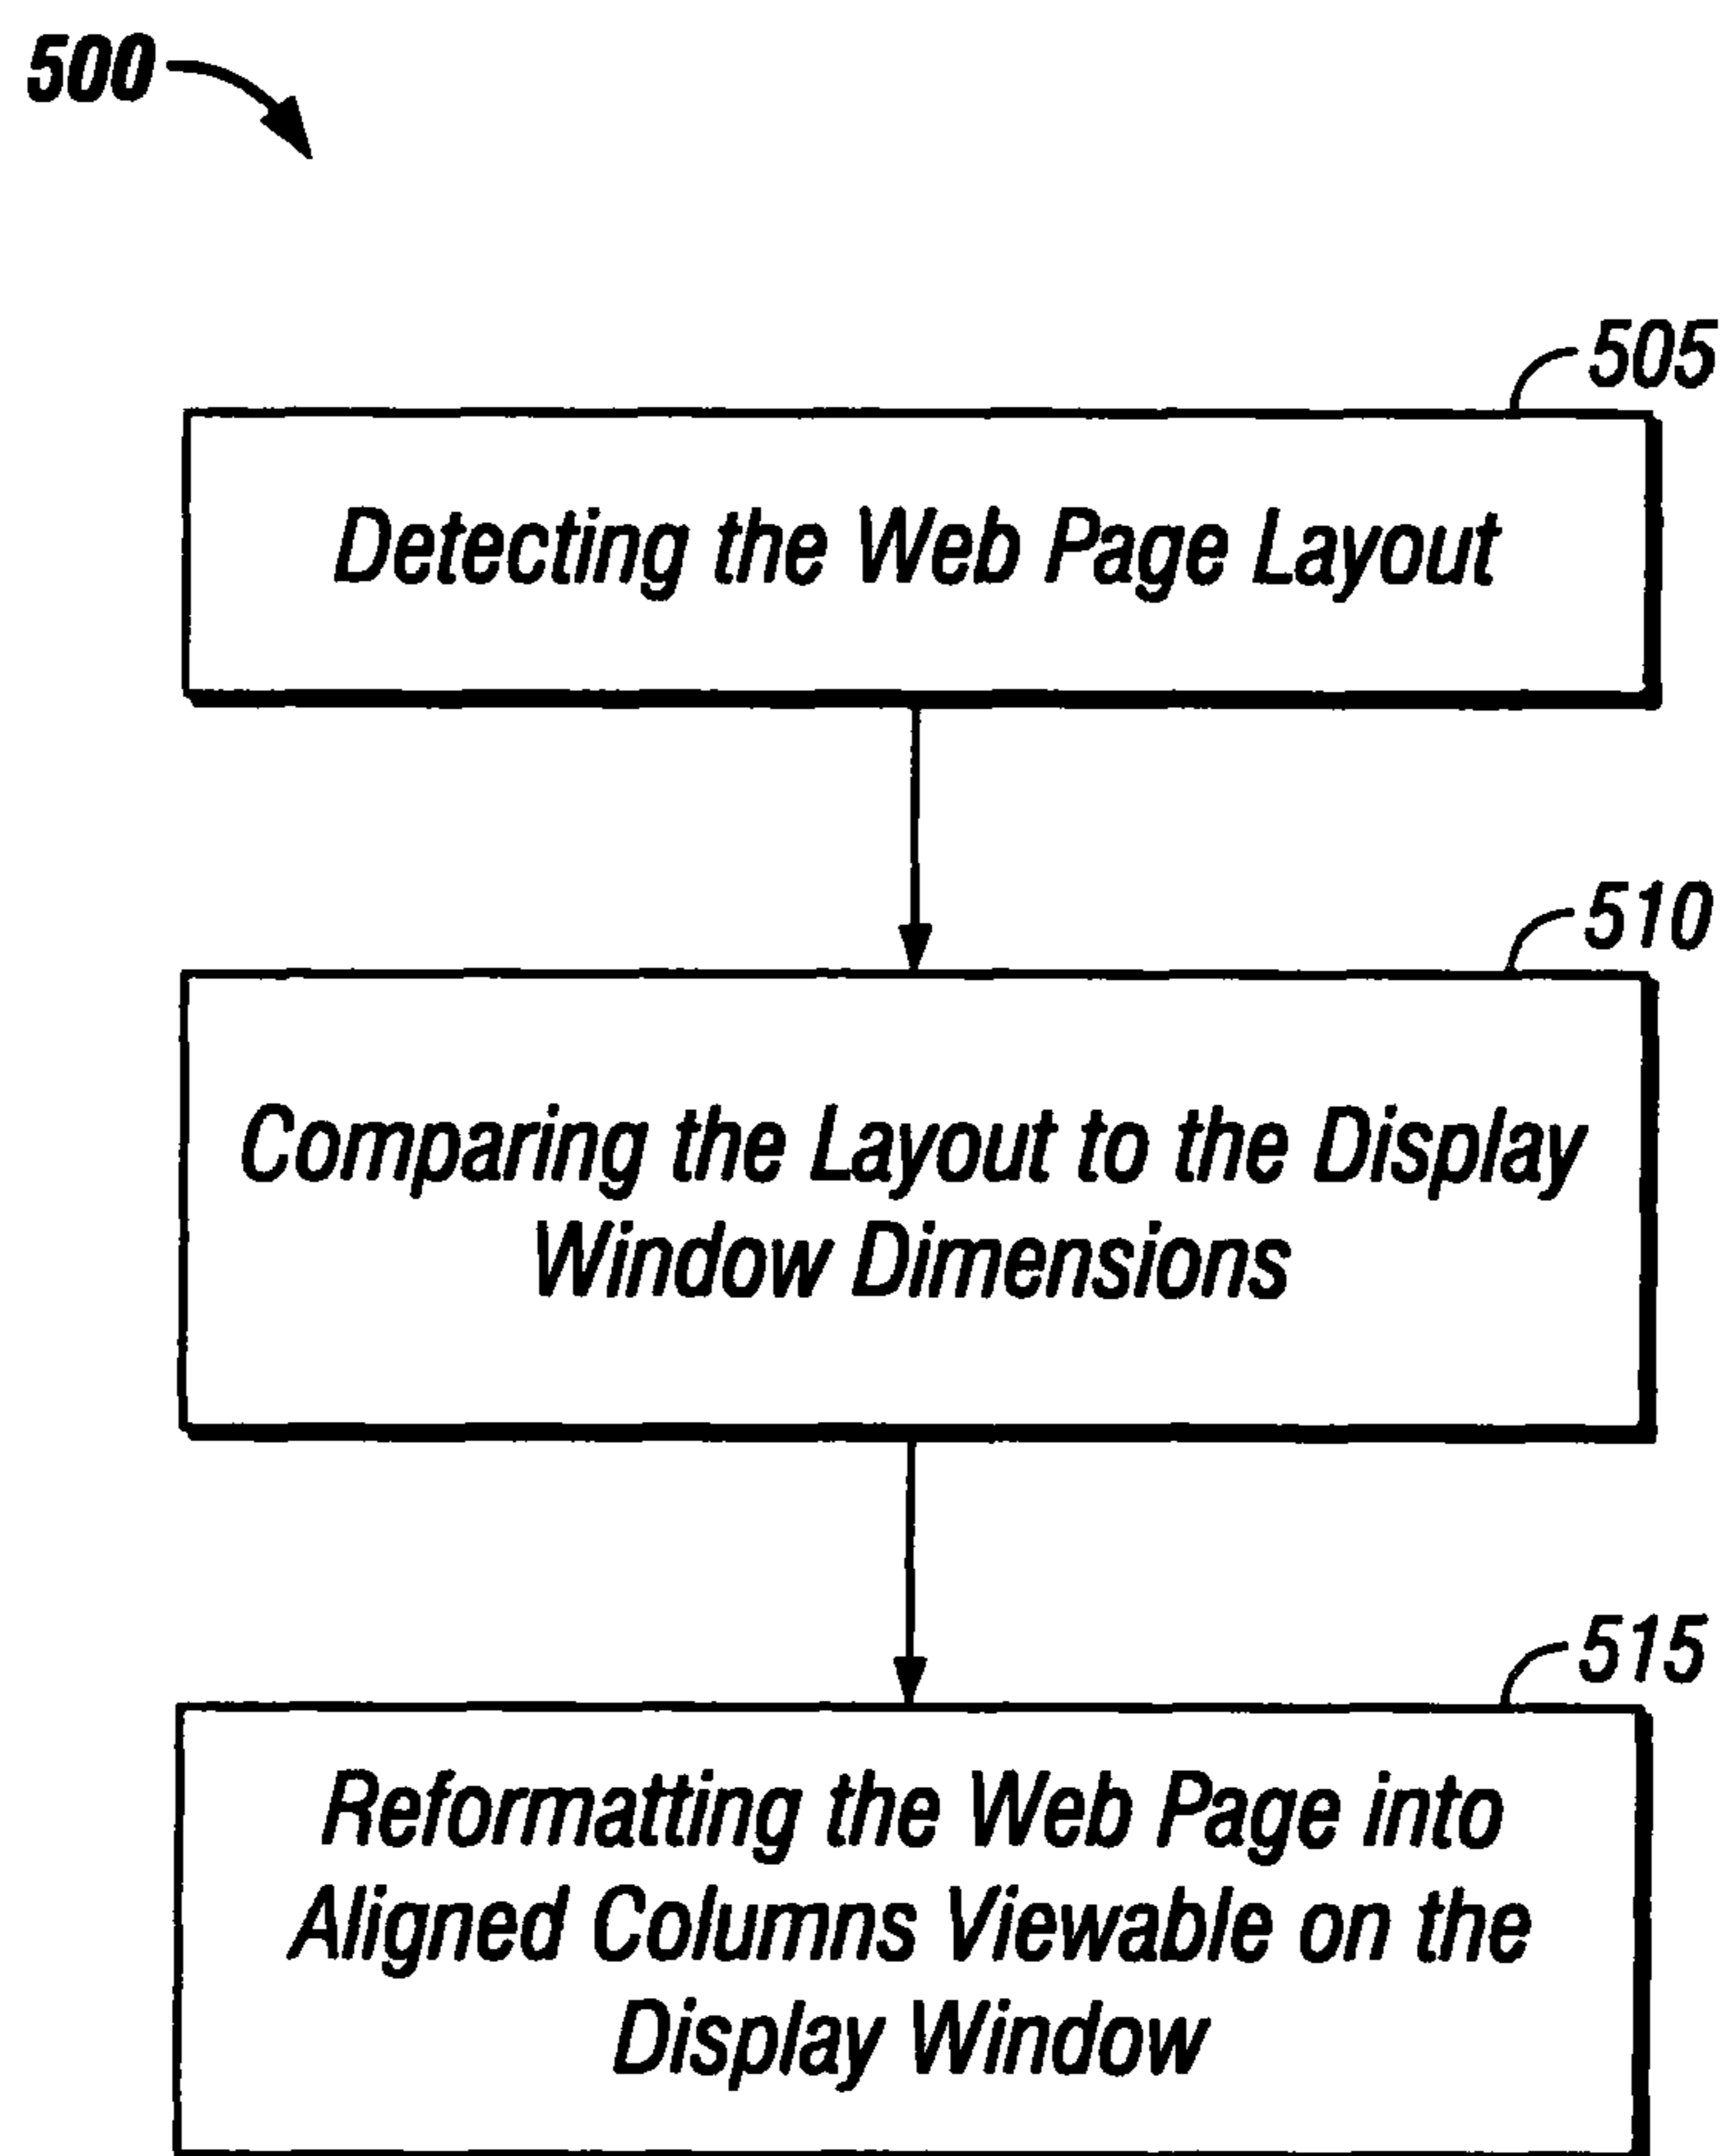 500
505
Detecting the Web Page Layout
510
Comparing the Layout to the Display
Window Dimensions
515
Reformatting the Web Page into
Aligned Columns Viewable on the
Display Window